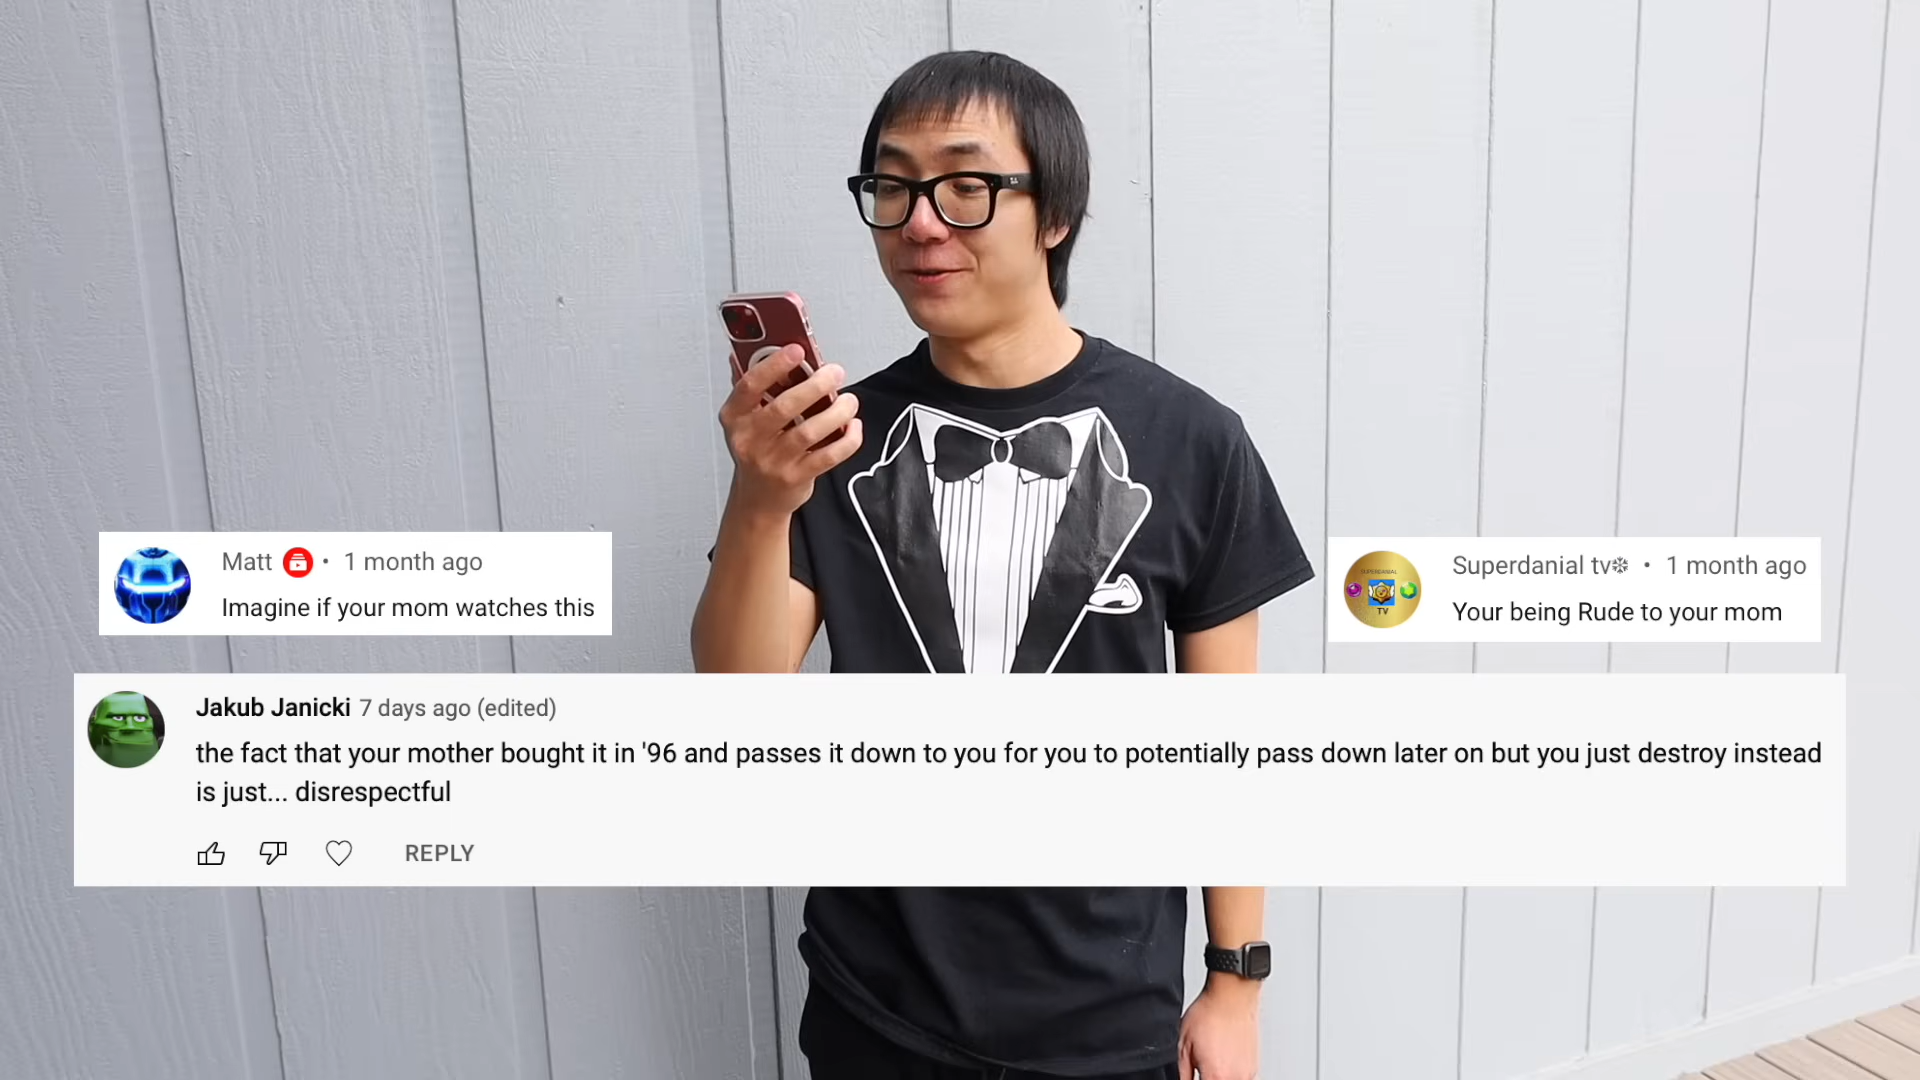 Matt • 1 month ago
Imagine if your mom watches this
Superdanial tv❄ • 1 month ago
Your being Rude to your mom
SUPERDANIAL
TV
Jakub Janicki 7 days ago (edited)
the fact that your mother bought it in '96 and passes it down to you for you to potentially pass down later on but you just destroy instead
is just... disrespectful
REPLY